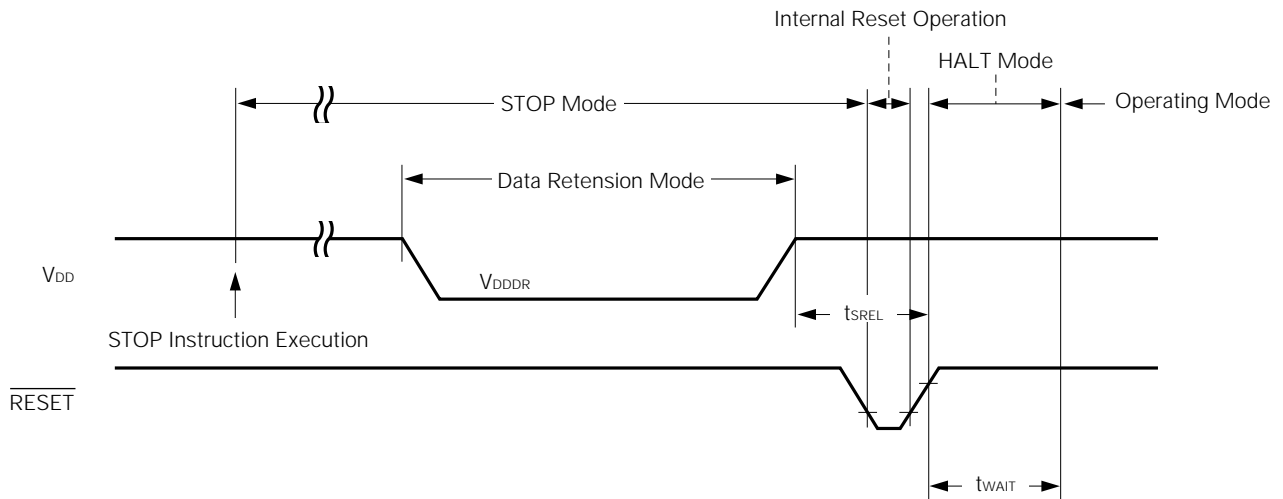 Internal Reset Operation
HALT Mode
STOP Mode
Operating Mode
Data Retension Mode
VDD
VDDDR
tSREL
STOP Instruction Execution
RESET
tWAIT